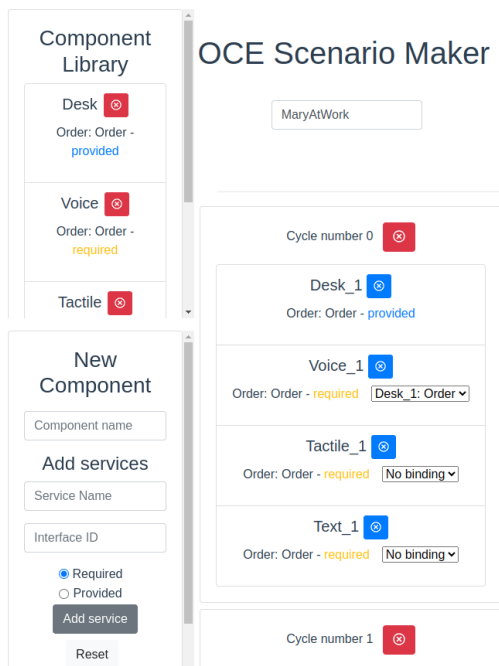 Component
Library
Desk
Order: Order -
provided
Voice
Order: Order -
required
Tactile
New
Component
Component name
Add services
Service Name
Interface ID
Required
Provided
Add service
Reset
OCE Scenario Maker
MaryAtWork
Cycle number 0
Desk_1
Order: Order - provided
Voice_1
Order: Order - required Desk_1: Order
Tactile_1
Order: Order - required No binding
Text_1
Order: Order - required No binding
Cycle number 1